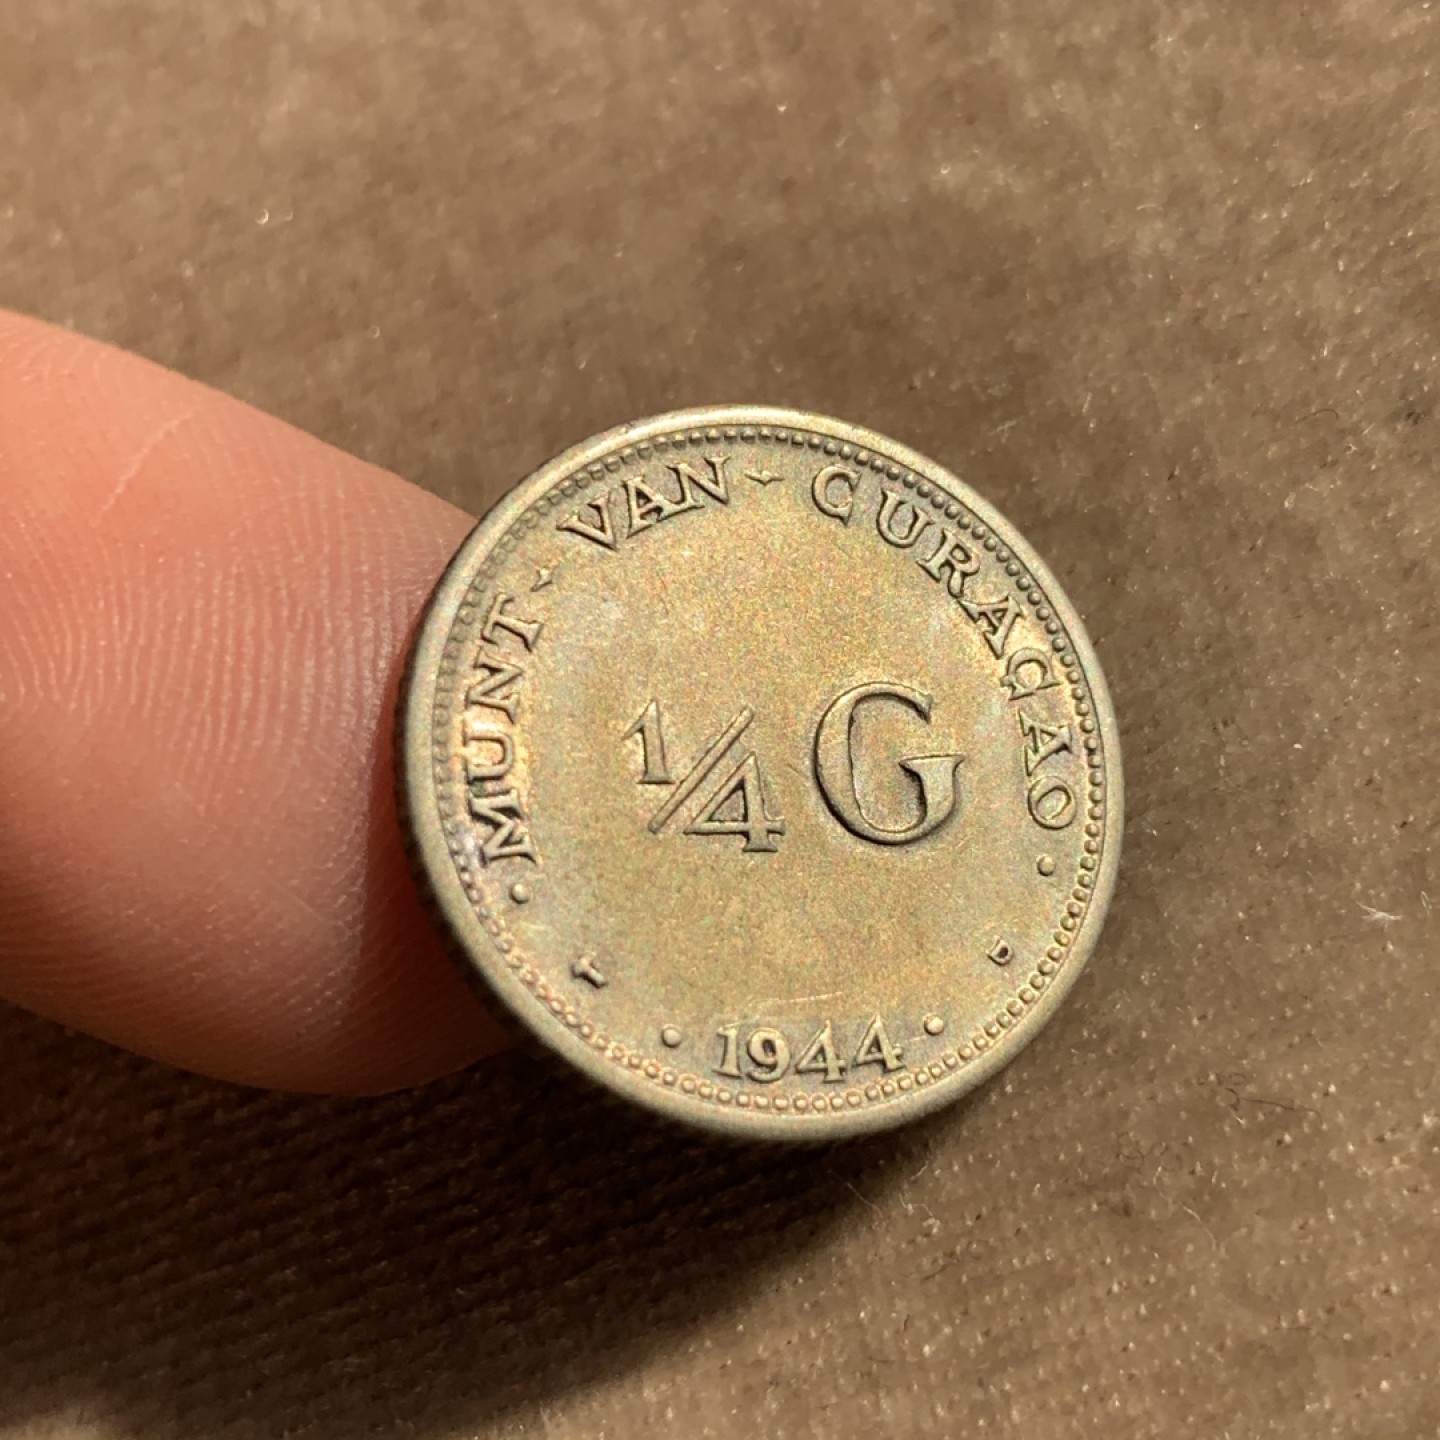 MUNT VAN CURAÇAO
1/4 G
D
1944